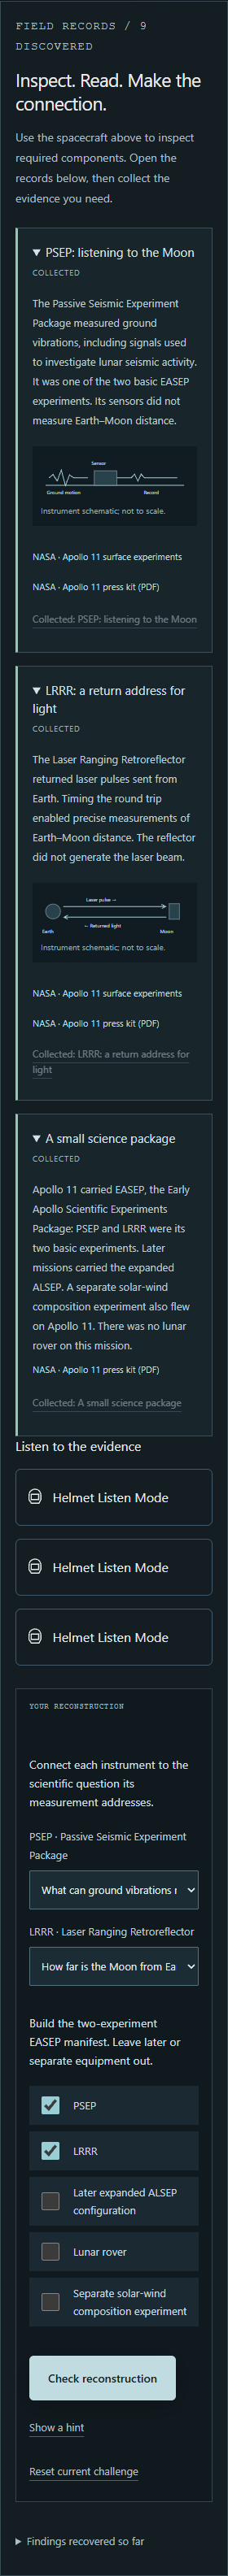 FIELD RECORDS / 9
DISCOVERED
Inspect. Read. Make the
connection.
Use the spacecraft above to inspect
required components. Open the
records below, then collect the
evidence you need.
PSEP: listening to the Moon
COLLECTED
The Passive Seismic Experiment
Package measured ground
vibrations, including signals used
to investigate lunar seismic activity.
It was one of the two basic EASEP
experiments. Its sensors did not
measure Earth–Moon distance.
Sensor
Ground motion Record
Instrument schematic; not to scale.
NASA · Apollo 11 surface experiments
NASA · Apollo 11 press kit (PDF)
Collected: PSEP: listening to the Moon
LRRR: a return address for
light
COLLECTED
The Laser Ranging Retroreflector
returned laser pulses sent from
Earth. Timing the round trip
enabled precise measurements of
Earth–Moon distance. The reflector
did not generate the laser beam.
Laser pulse →
← Returned light
Earth Moon
Instrument schematic; not to scale.
NASA · Apollo 11 surface experiments
NASA · Apollo 11 press kit (PDF)
Collected: LRRR: a return address for
light
A small science package
COLLECTED
Apollo 11 carried EASEP, the Early
Apollo Scientific Experiments
Package: PSEP and LRRR were its
two basic experiments. Later
missions carried the expanded
ALSEP. A separate solar-wind
composition experiment also flew
on Apollo 11. There was no lunar
rover on this mission.
NASA · Apollo 11 press kit (PDF)
Collected: A small science package
Listen to the evidence
Helmet Listen Mode
Helmet Listen Mode
Helmet Listen Mode
YOUR RECONSTRUCTION
Connect each instrument to the
scientific question its
measurement addresses.
PSEP · Passive Seismic Experiment
Package
What can ground vibrations r
LRRR · Laser Ranging Retroreflector
How far is the Moon from Ea
Build the two-experiment
EASEP manifest. Leave later or
separate equipment out.
PSEP
LRRR
Later expanded ALSEP
configuration
Lunar rover
Separate solar-wind
composition experiment
Check reconstruction
Show a hint
Reset current challenge
Findings recovered so far